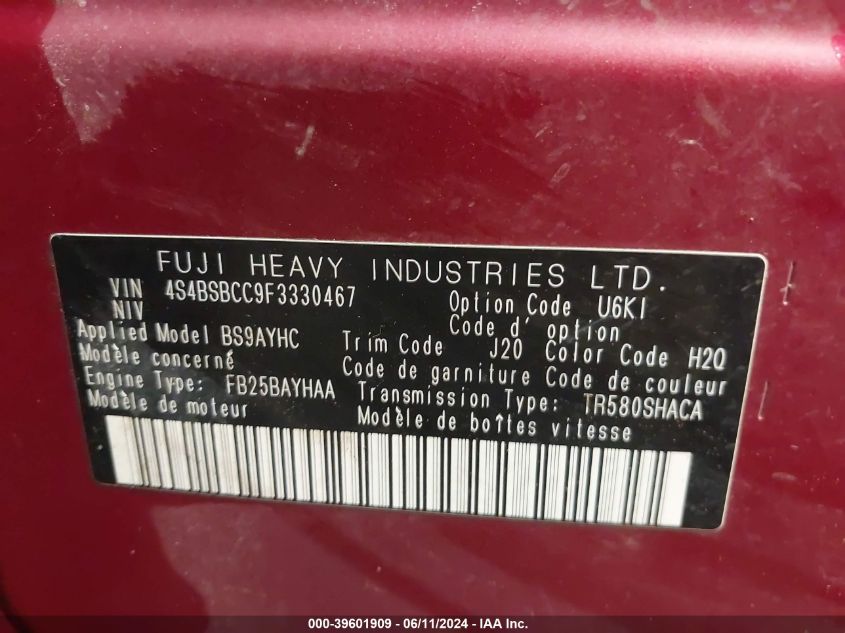 FUJI HEAVY INDUSTRIES LTD.
VIN 4S4BSBCC9F3330467 Option Code U6KI
NIV Code d' option
Applied Model BS9AYHC Trim Code J20 Color Code H2Q
Modèle concerné Code de garniture Code de couleur
Engine Type: FB25BAYHAA Transmission Type: TR580SHACA
Modèle de moteur Modèle de boîtes vitesse
000-39601909 - 06/11/2024 - IAA Inc.